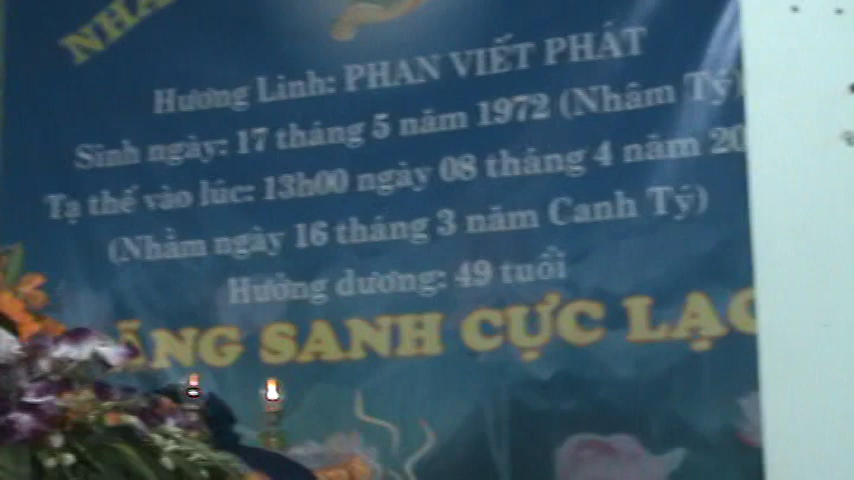 Hương Linh: PHAN VIẾT PHÁT
Sinh ngày: 17 tháng 5 năm 1972 (Nhâm Tý)
Tạ thế vào lúc: 13h00 ngày 08 tháng 4 năm 20
(Nhằm ngày 16 tháng 3 năm Canh Tý)
Hưởng dương: 49 tuổi
SANH CỰC LẠC